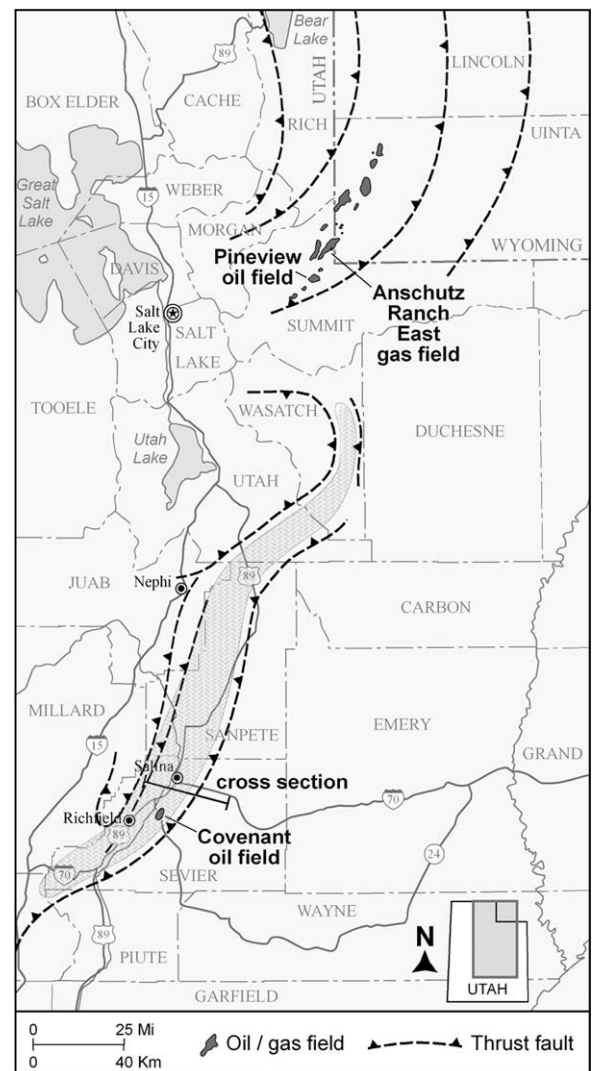 Bear
Lake
89
LINCOLN
UTAH
CACHE
BOX ELDER
RICH
UINTA
Great
Salt
Lake
15
WEBER
MORGAN
WYOMING
Pineview
oil field
DAVIS
Anschutz
Ranch
East
gas field
Salt
Lake
City
SALT
LAKE
SUMMIT
TOOELE
WASATCH
DUCHESNE
Utah
Lake
UTAH
JUAB
Nephi
89
CARBON
MILLARD
EMERY
SANPETE
GRAND
15
Salina
cross section
70
Richfield
89
Covenant
oil field
24
70
SEVIER
WAYNE
89
N
PIUTE
UTAH
GARFIELD
0 25 Mi
0 40 Km
Oil / gas field
Thrust fault